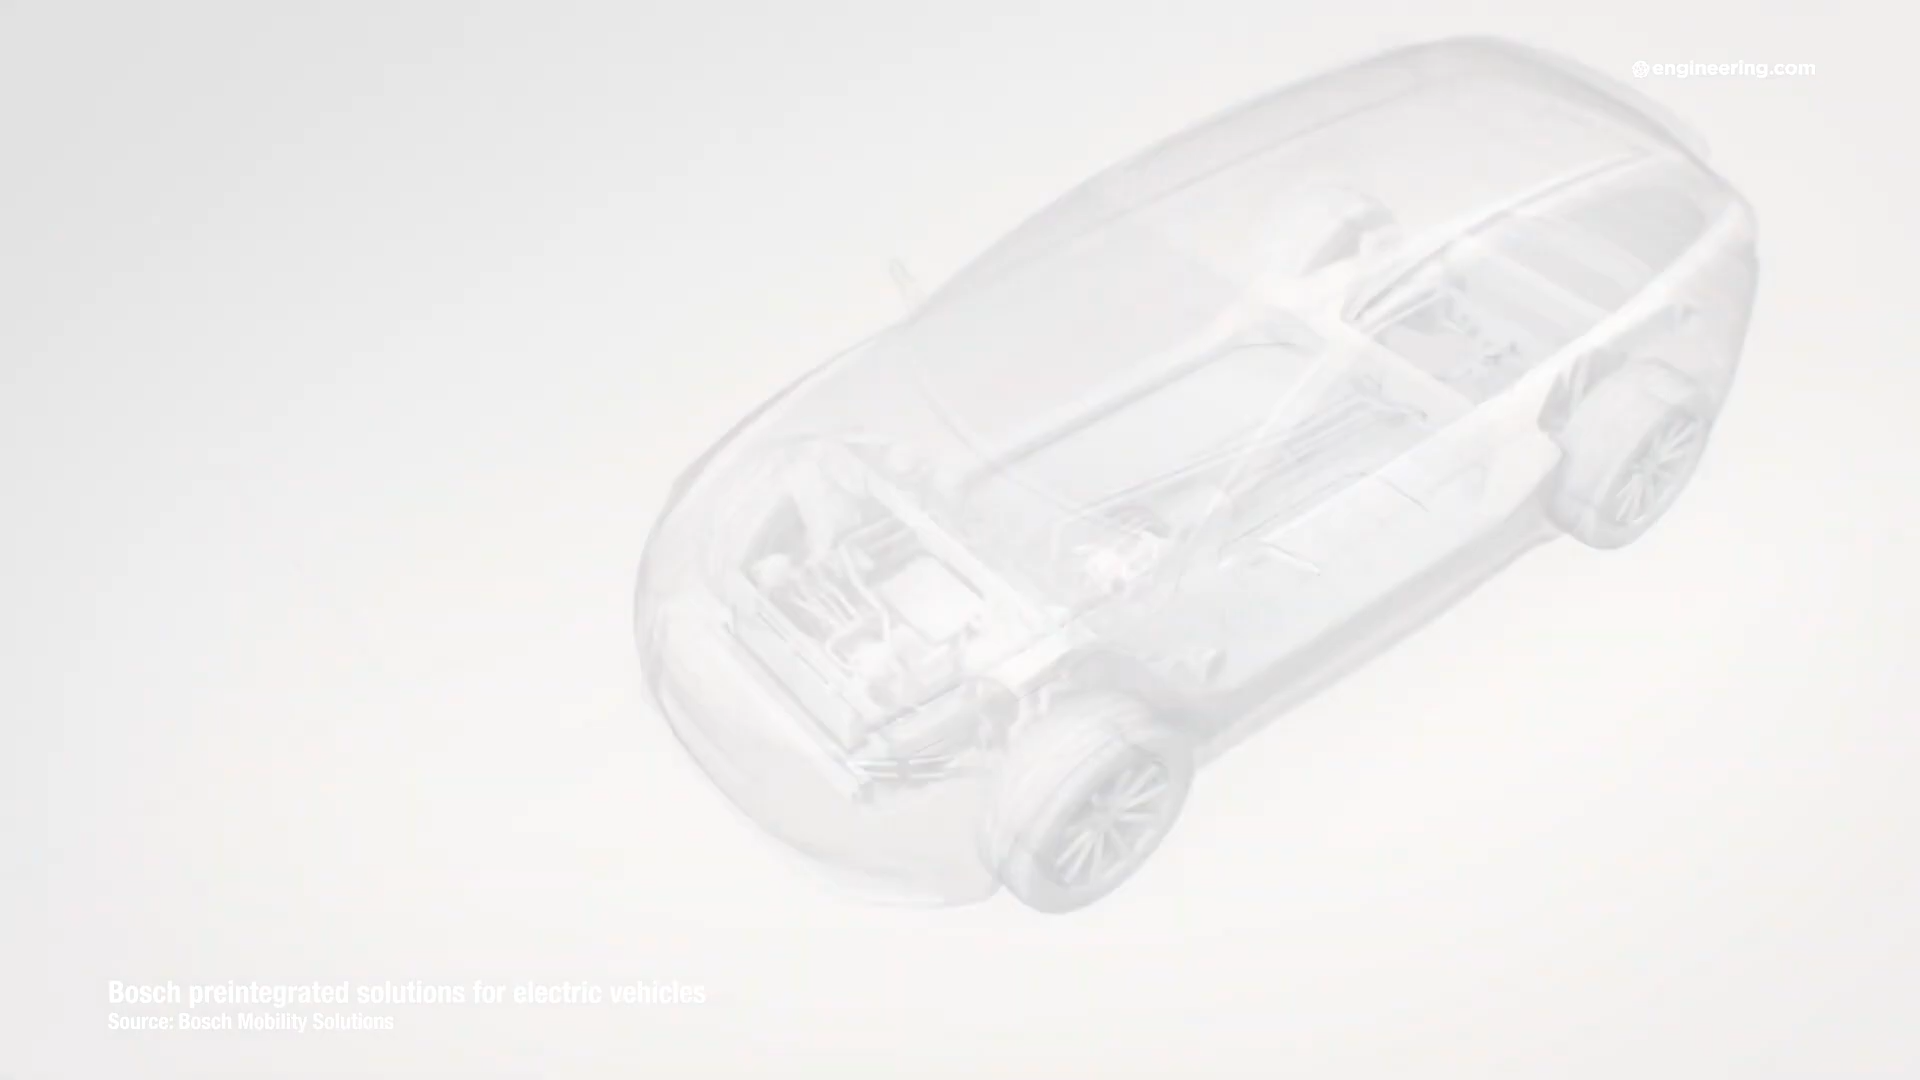 engineering.com
Bosch preintegrated solutions for electric vehicles
Source: Bosch Mobility Solutions